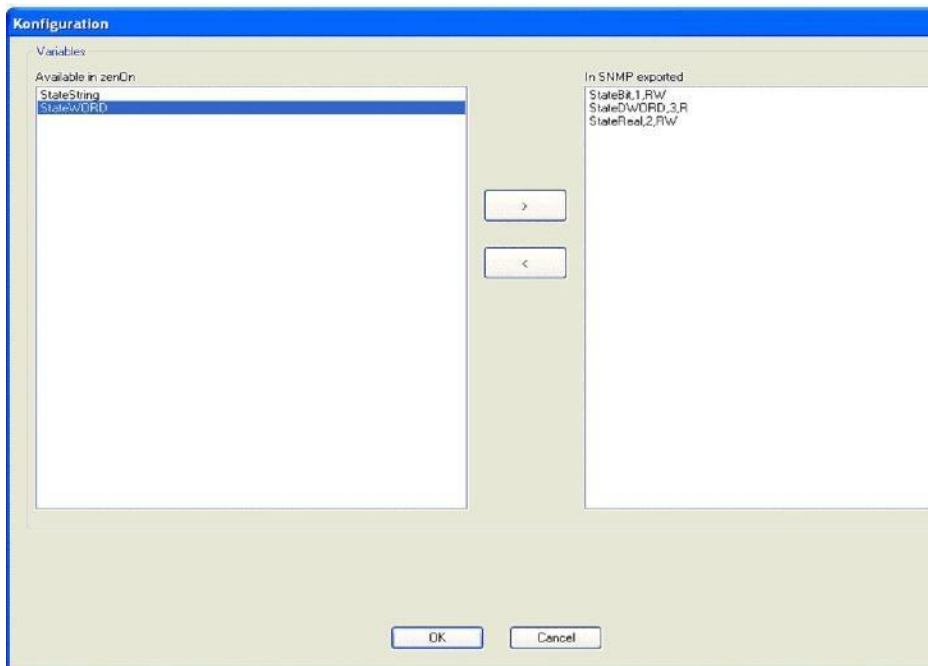 Konfiguration
Variables
Available in zenOn
StateString
StateWORD
>
<
In SNMP exported
StateBit,1,RW
StateDWORD,3,R
StateReal,2,RW
OK
Cancel